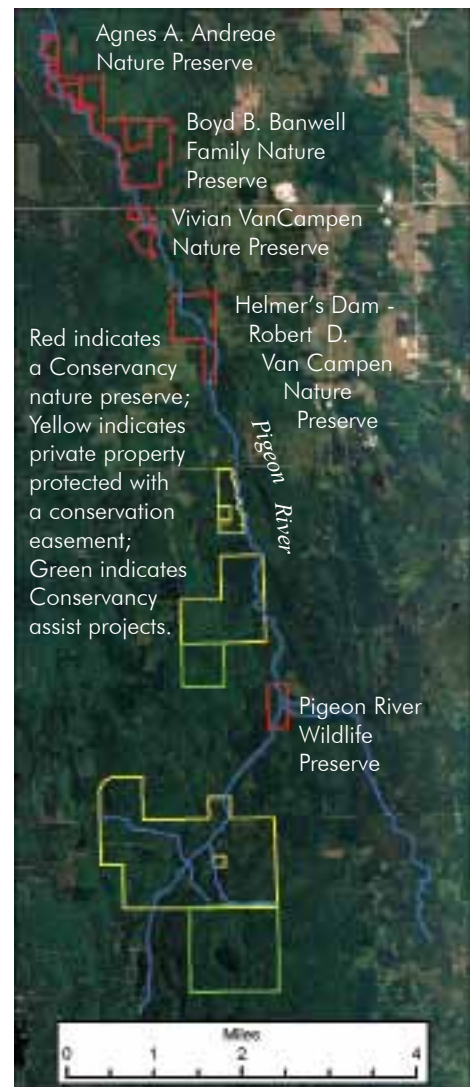 Agnes A. Andreae
Nature Preserve
Boyd B. Banwell
Family Nature
Preserve
Vivian VanCampen
Nature Preserve
Helmer's Dam -
Robert D.
Van Campen
Nature
Preserve
Red indicates
a Conservancy
nature preserve;
Yellow indicates
private property
protected with
a conservation
easement;
Green indicates
Conservancy
assist projects.
Pigeon River
Pigeon River
Wildlife
Preserve
Miles
0 1 2 4